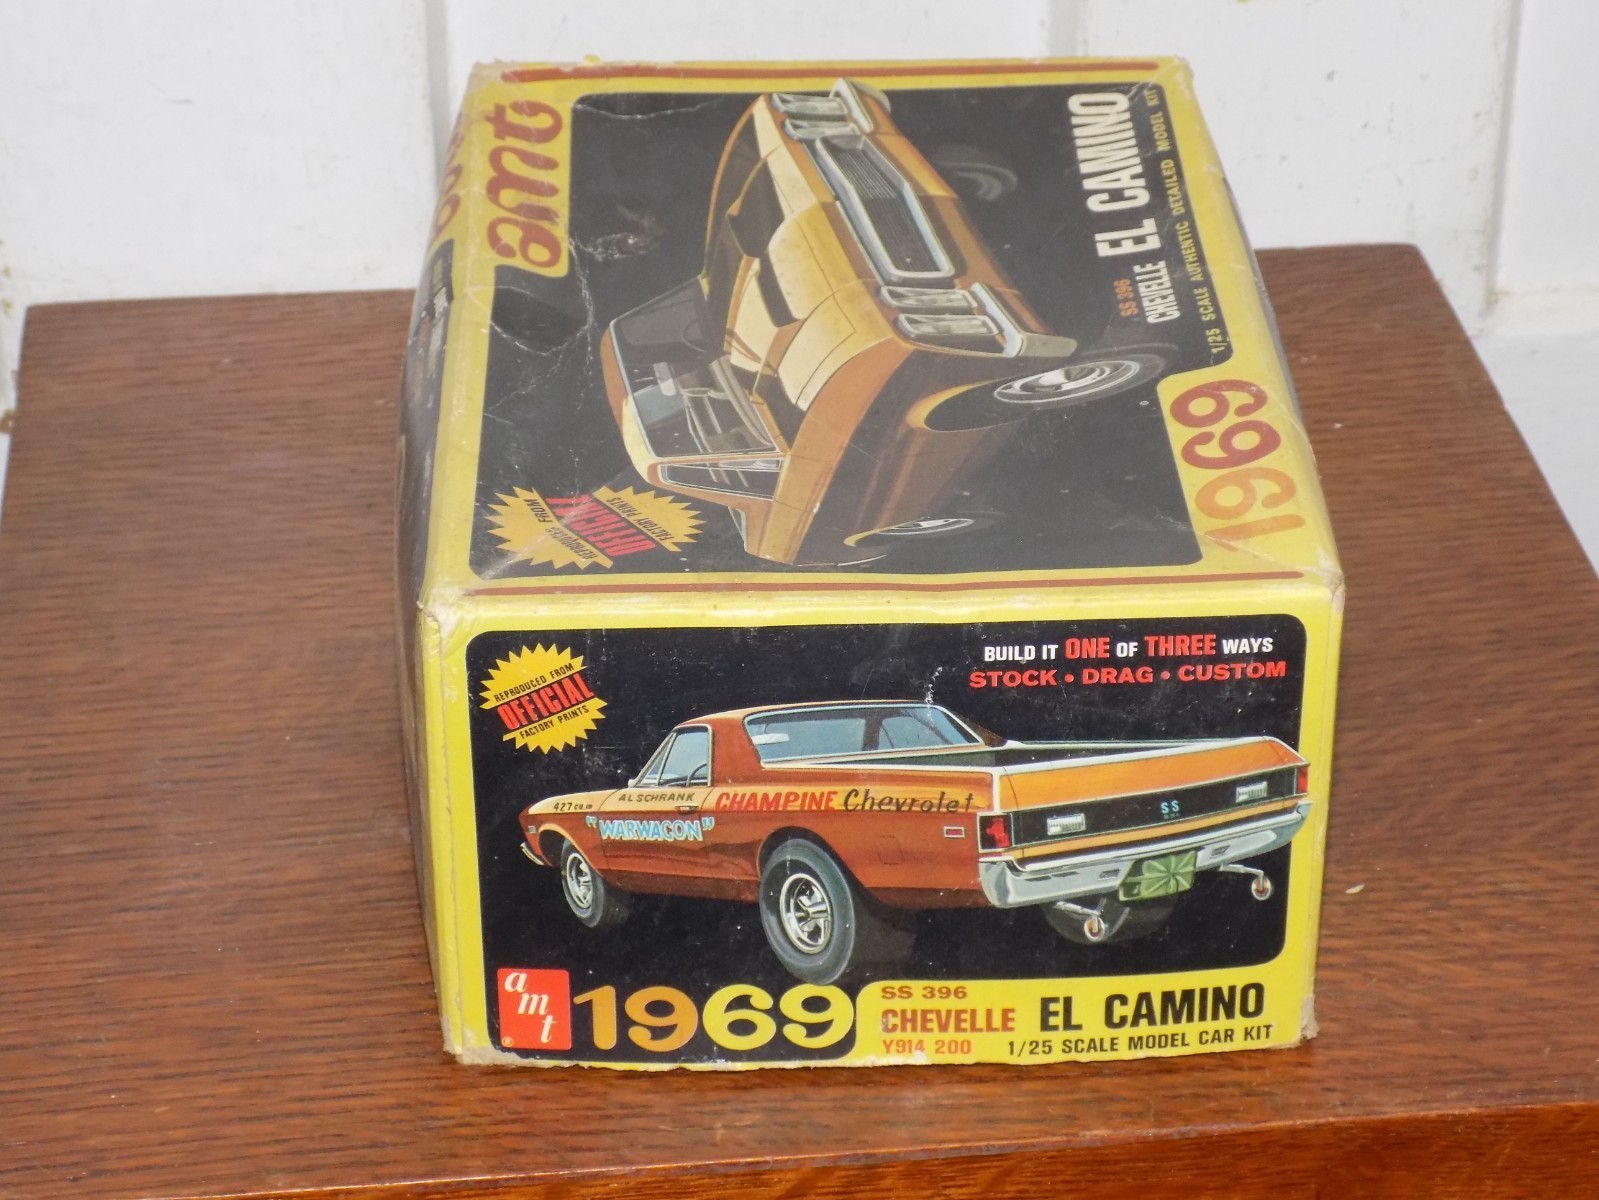 amt
REPRODUCED FROM
OFFICIAL
FACTORY PRINTS
SS 396
CHEVELLE EL CAMINO
1/25 SCALE AUTHENTIC DETAILED MODEL KIT
1969
BUILD IT ONE OF THREE WAYS
STOCK • DRAG • CUSTOM
REPRODUCED FROM
OFFICIAL
FACTORY PRINTS
427 CU. IN
AL SCHRANK
CHAMPINE Chevrolet
"WARWAGON"
SS
amt
®
1969
SS 396
CHEVELLE EL CAMINO
Y914 200 1/25 SCALE MODEL CAR KIT